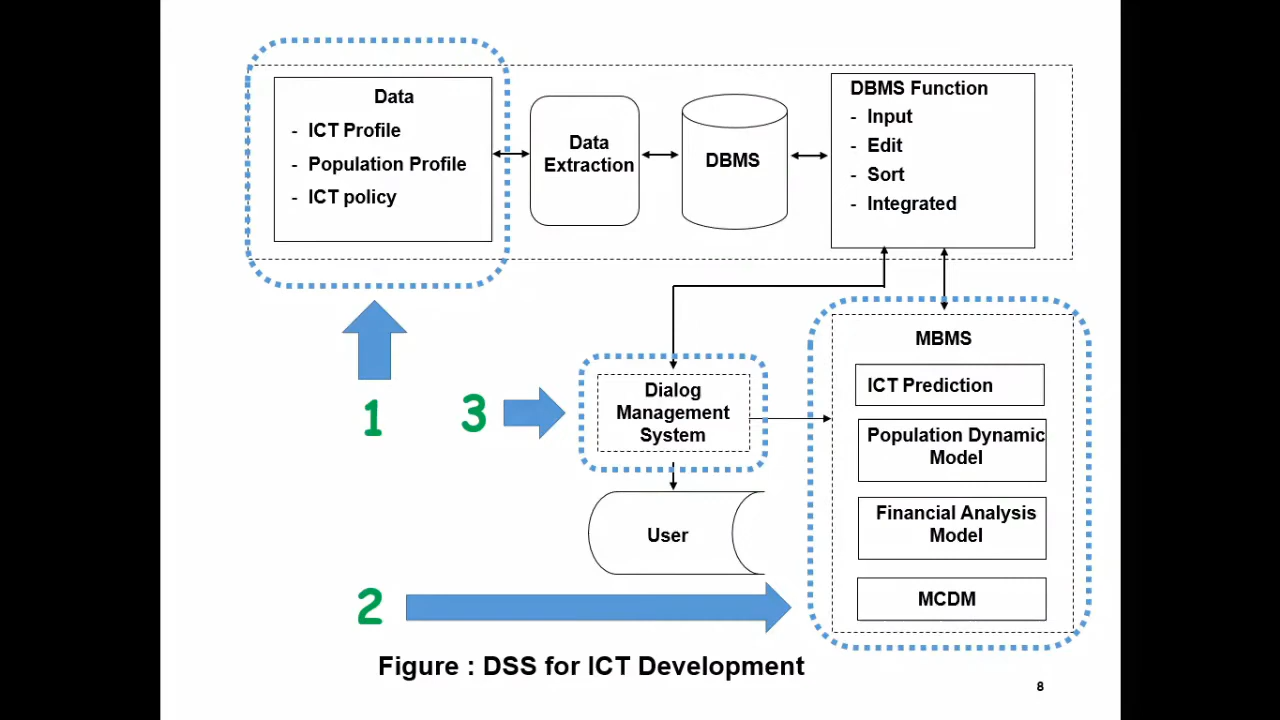 Data
- ICT Profile
- Population Profile
- ICT policy
Data
Extraction
DBMS
DBMS Function
- Input
- Edit
- Sort
- Integrated
1
3
Dialog
Management
System
User
MBMS
ICT Prediction
Population Dynamic
Model
Financial Analysis
Model
MCDM
2
Figure : DSS for ICT Development
8